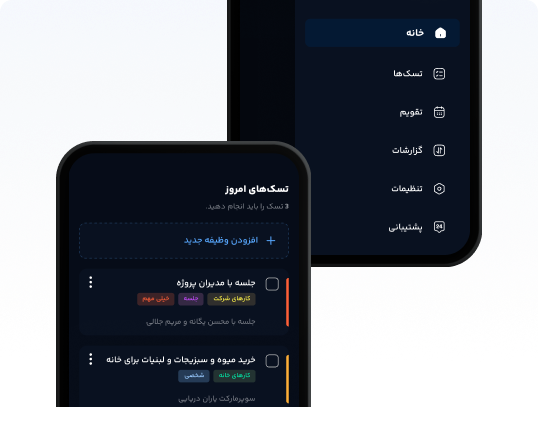 خانه
تسک‌ها
تقویم
گزارشات
تنظیمات
پشتیبانی
تسک‌های امروز
3 تسک را باید انجام دهید.
افزودن وظیفه جدید
جلسه با مدیران پروژه
کارهای شرکت جلسه خیلی مهم
جلسه با محسن یگانه و مریم جلالی
خرید میوه و سبزیجات و لبنیات برای خانه
کارهای خانه شخصی
سوپرمارکت یاران دریایی